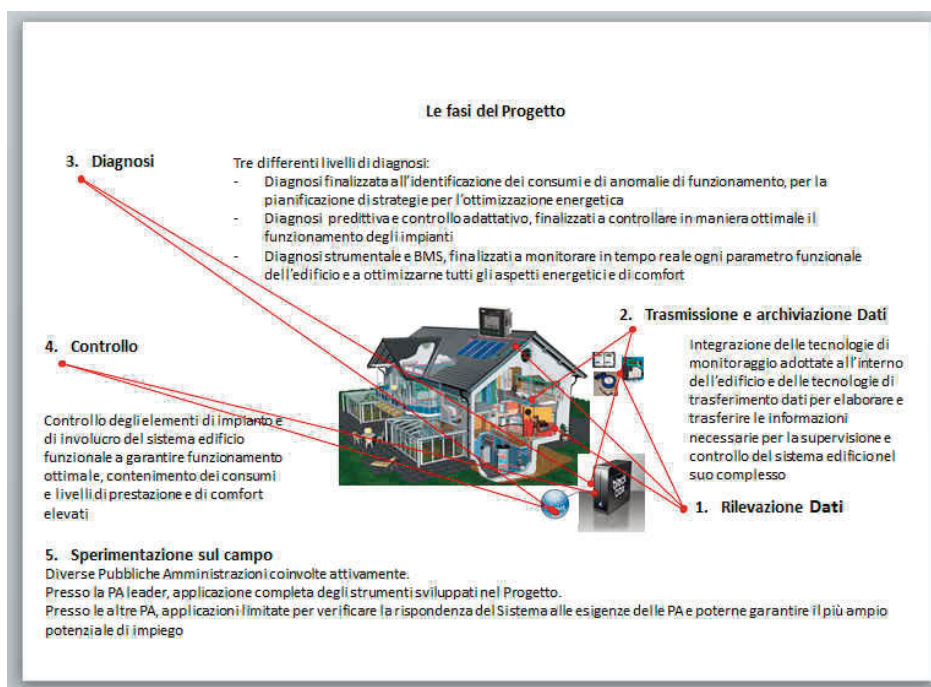 Le fasi del Progetto
3. Diagnosi
Tre differenti livelli di diagnosi:
- Diagnosi finalizzata all'identificazione dei consumi e di anomalie di funzionamento, per la
pianificazione di strategie per l'ottimizzazione energetica
- Diagnosi predittiva e controllo adattativo, finalizzati a controllare in maniera ottimale il
funzionamento degli impianti
- Diagnosi strumentale e BMS, finalizzati a monitorare in tempo reale ogni parametro funzionale
dell'edificio e a ottimizzarne tutti gli aspetti energetici e di comfort
2. Trasmissione e archiviazione Dati
Integrazione delle tecnologie di
monitoraggio adottate all'interno
dell'edificio e delle tecnologie di
trasferimento dati per elaborare e
trasferire le informazioni
necessarie per la supervisione e
controllo del sistema edificio nel
suo complesso
4. Controllo
Controllo degli elementi di impianto e
di involucro del sistema edificio
funzionale a garantire funzionamento
ottimale, contenimento dei consumi
e livelli di prestazione e di comfort
elevati
black
box
1. Rilevazione Dati
5. Sperimentazione sul campo
Diverse Pubbliche Amministrazioni coinvolte attivamente.
Presso la PA leader, applicazione completa degli strumenti sviluppati nel Progetto.
Presso le altre PA, applicazioni limitate per verificare la rispondenza del Sistema alle esigenze delle PA e poterne garantire il più ampio
potenziale di impiego